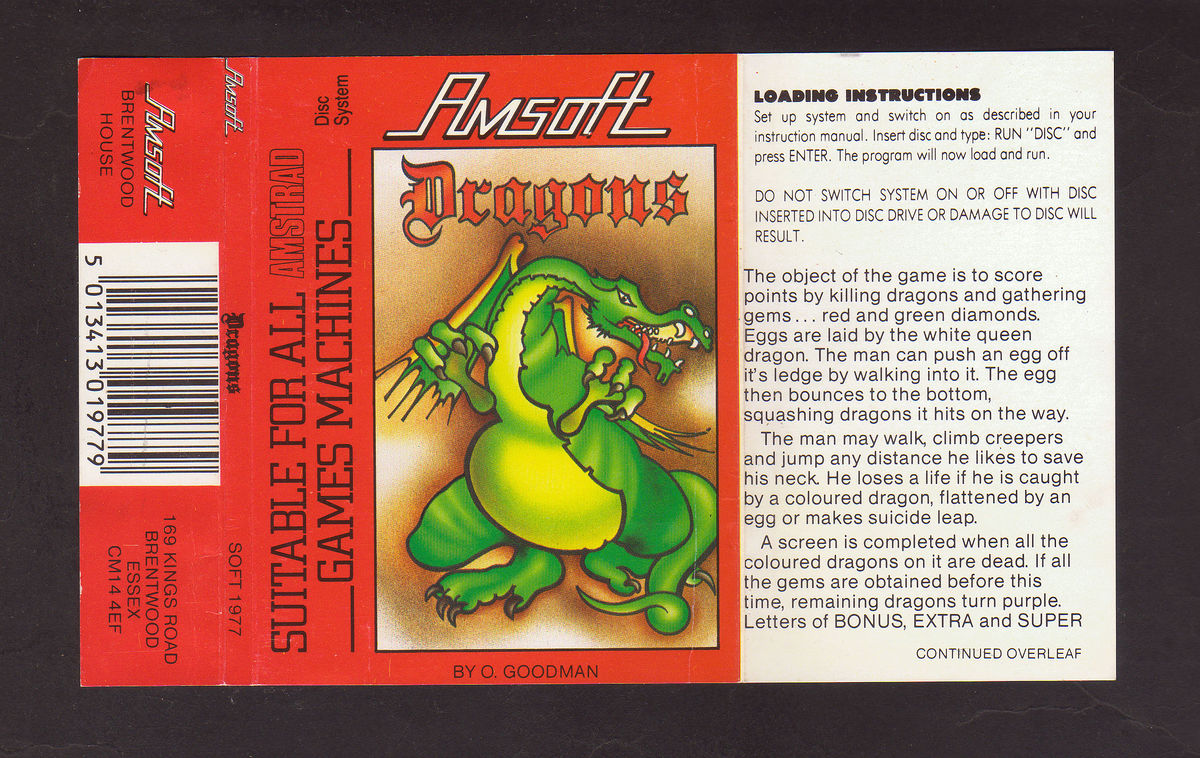 Amsoft
BRENTWOOD
HOUSE
5 013413 019779
169 KINGS ROAD
BRENTWOOD
ESSEX
CM14 4EF
Amsoft
Dragons
SOFT 1977
Disc
System
SUITABLE FOR ALL AMSTRAD
GAMES MACHINES
Amsoft
Dragons
BY O. GOODMAN
LOADING INSTRUCTIONS
Set up system and switch on as described in your
instruction manual. Insert disc and type: RUN "DISC" and
press ENTER. The program will now load and run.
DO NOT SWITCH SYSTEM ON OR OFF WITH DISC
INSERTED INTO DISC DRIVE OR DAMAGE TO DISC WILL
RESULT.
The object of the game is to score
points by killing dragons and gathering
gems... red and green diamonds.
Eggs are laid by the white queen
dragon. The man can push an egg off
it's ledge by walking into it. The egg
then bounces to the bottom,
squashing dragons it hits on the way.
The man may walk, climb creepers
and jump any distance he likes to save
his neck. He loses a life if he is caught
by a coloured dragon, flattened by an
egg or makes suicide leap.
A screen is completed when all the
coloured dragons on it are dead. If all
the gems are obtained before this
time, remaining dragons turn purple.
Letters of BONUS, EXTRA and SUPER
CONTINUED OVERLEAF